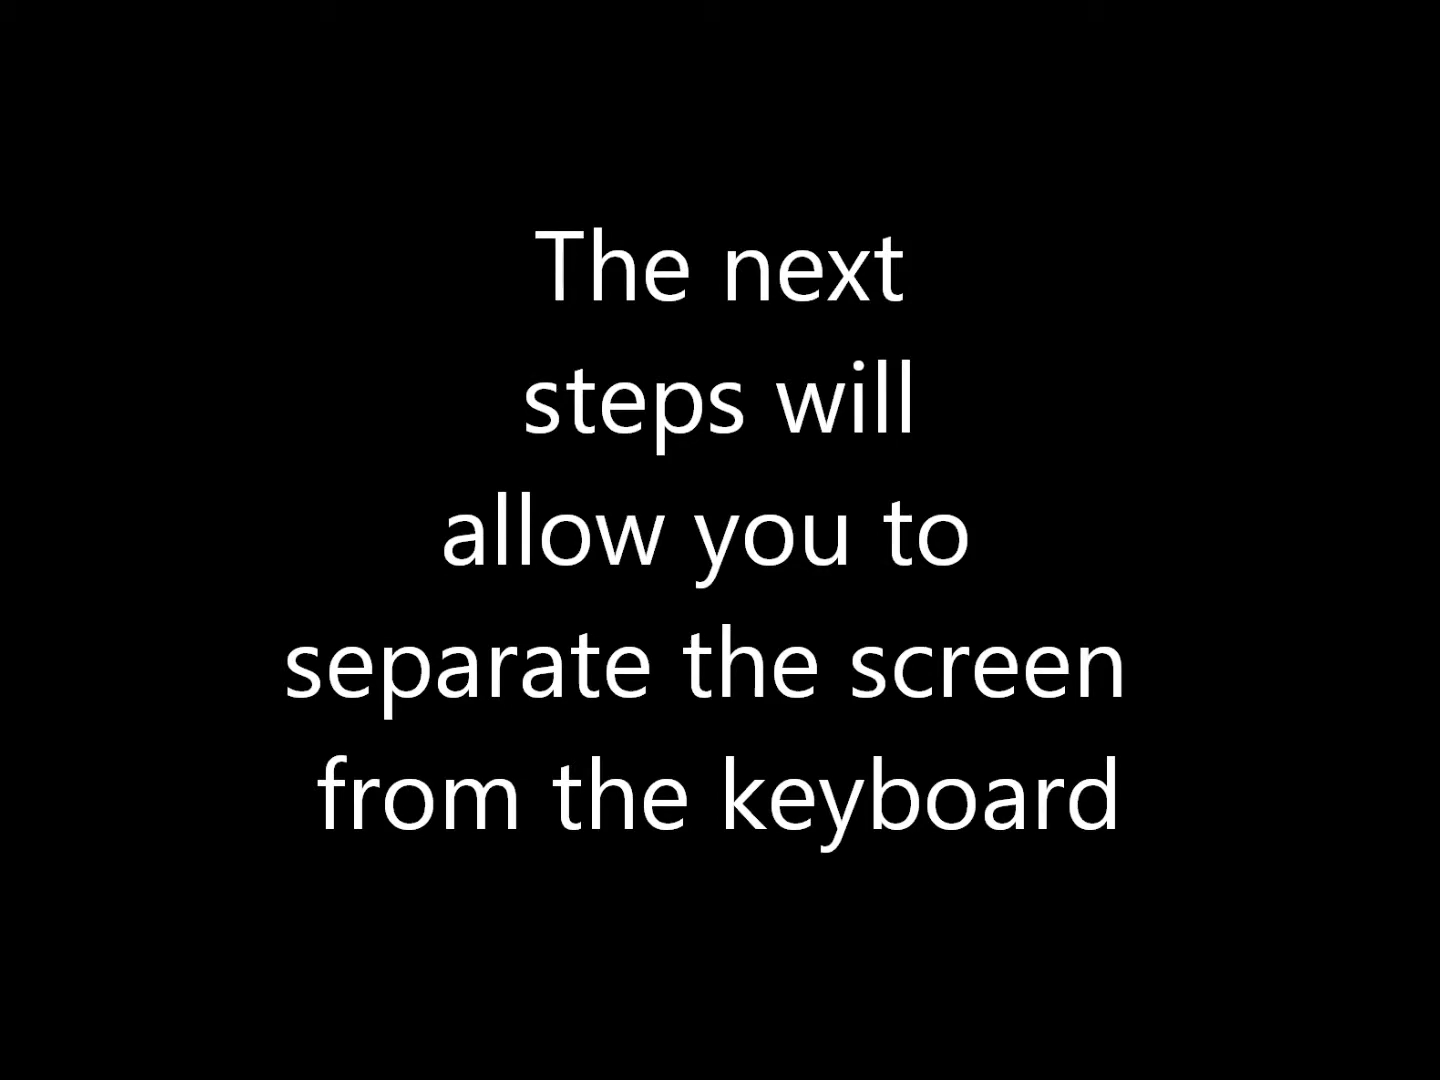 The next
steps will
allow you to
separate the screen
from the keyboard